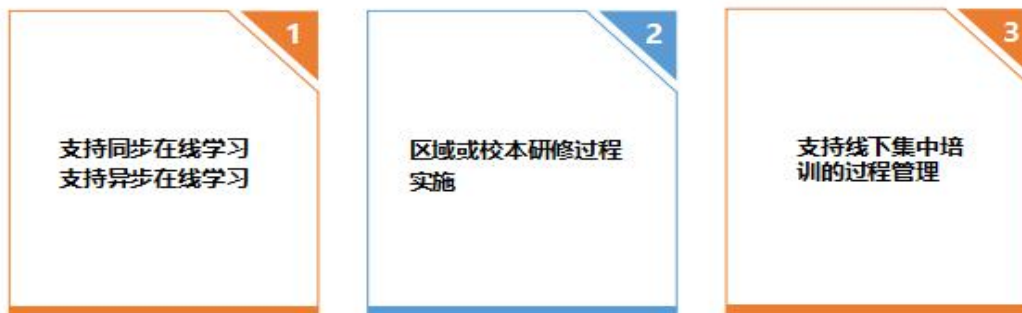 1
支持同步在线学习
支持异步在线学习
2
区域或校本研修过程
实施
3
支持线下集中培
训的过程管理